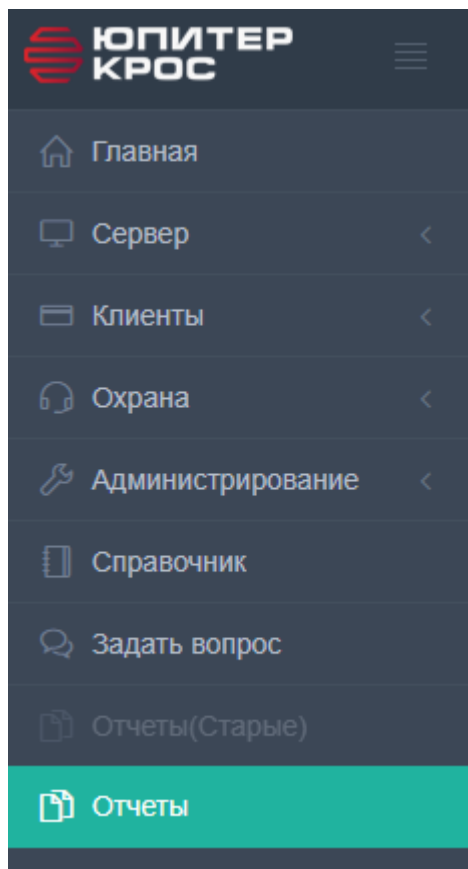 ЮПИТЕР
КРОС
Главная
Сервер
Клиенты
Охрана
Администрирование
Справочник
Задать вопрос
Отчеты(Старые)
Отчеты